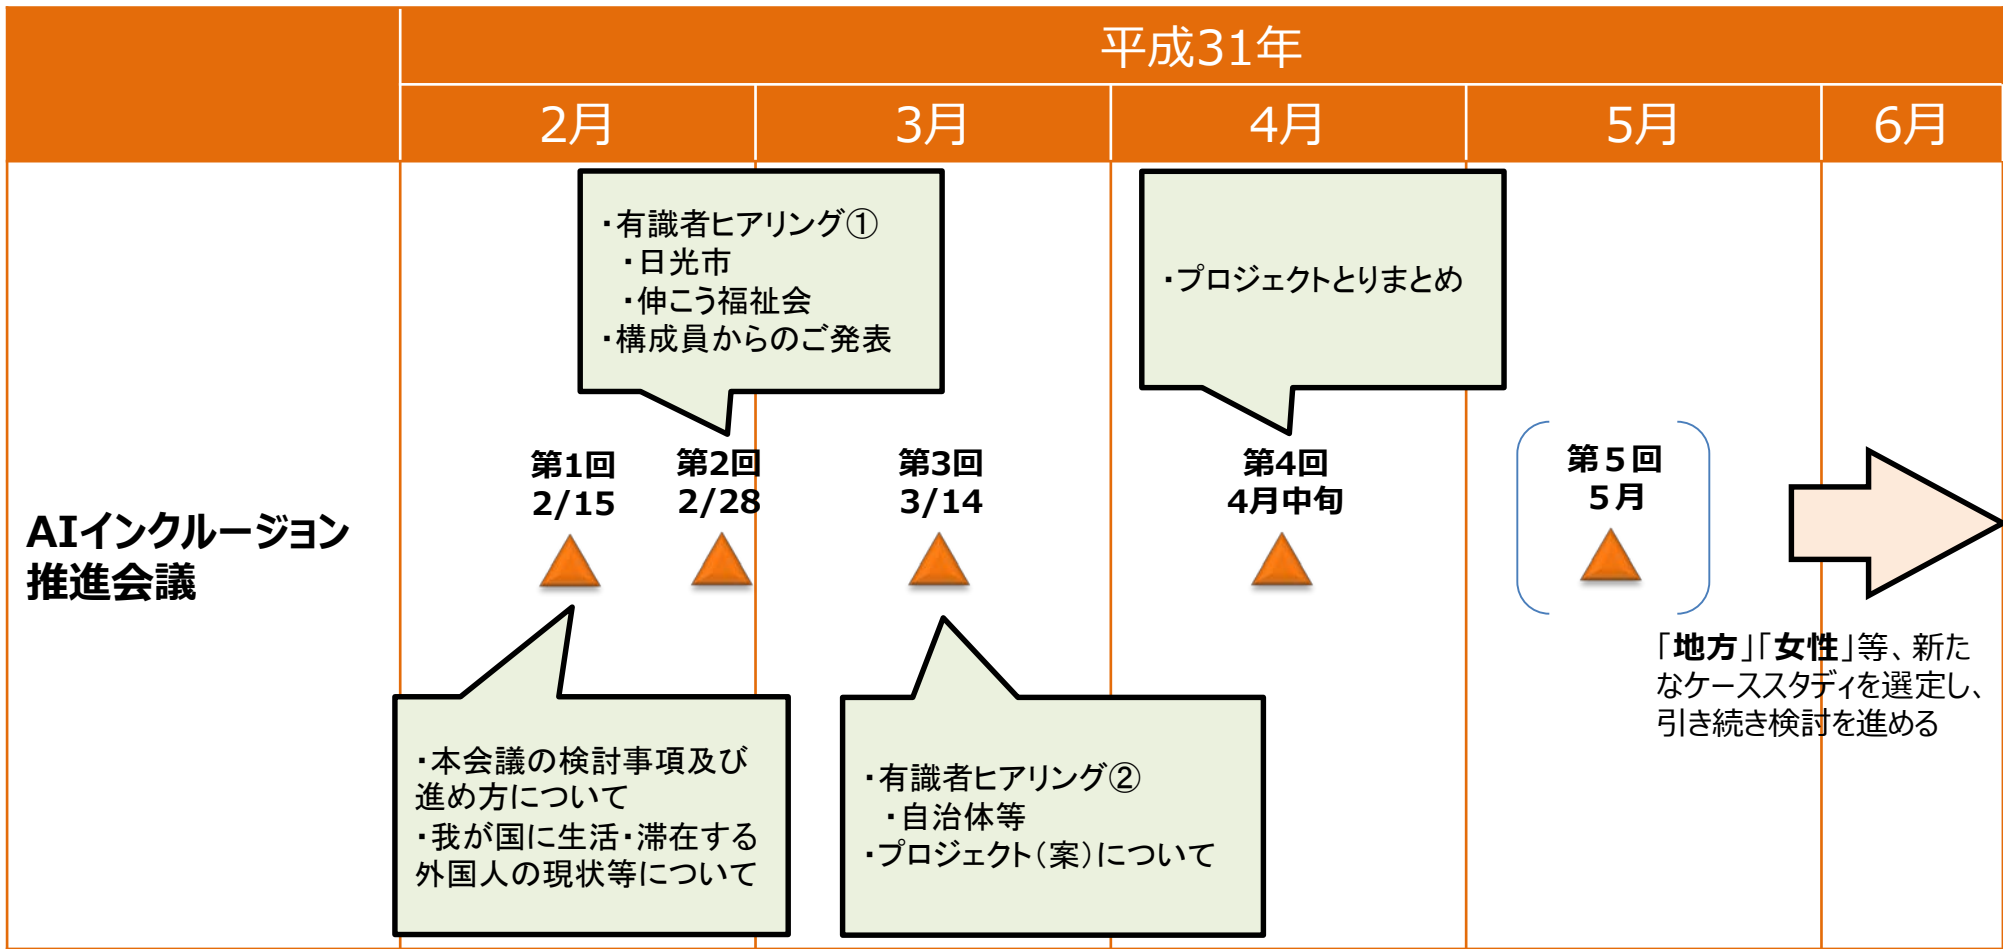 平成31年
2月
3月
4月
5月
6月
AIインクルージョン
推進会議
・有識者ヒアリング①
・日光市
・伸こう福祉会
・構成員からのご発表
・プロジェクトとりまとめ
第1回
2/15
第2回
2/28
第3回
3/14
第4回
4月中旬
第５回
５月
・本会議の検討事項及び
進め方について
・我が国に生活・滞在する
外国人の現状等について
・有識者ヒアリング②
・自治体等
・プロジェクト（案）について
「地方」「女性」等、新た
なケーススタディを選定し、
引き続き検討を進める